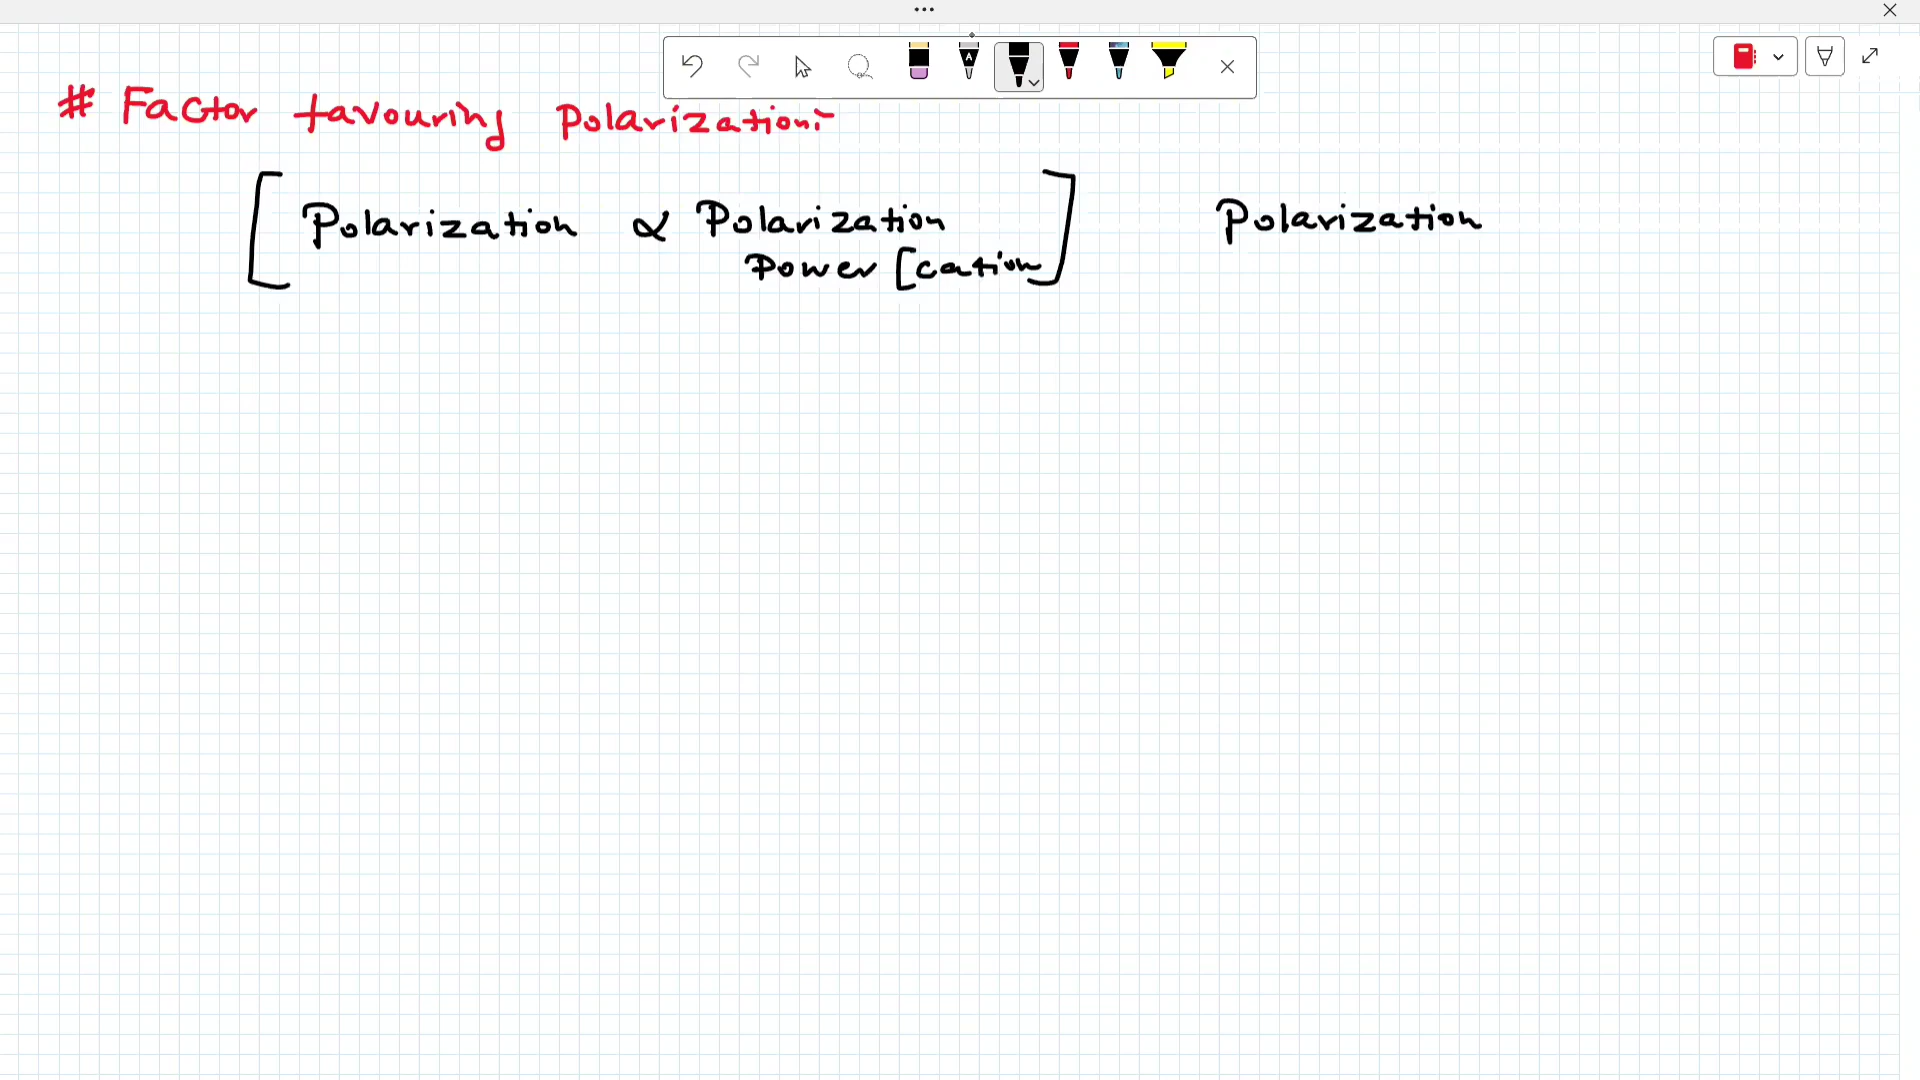 # Factor favouring Polarization:-
[ Polarization ∝ Polarization ] Polarization
Power [cation